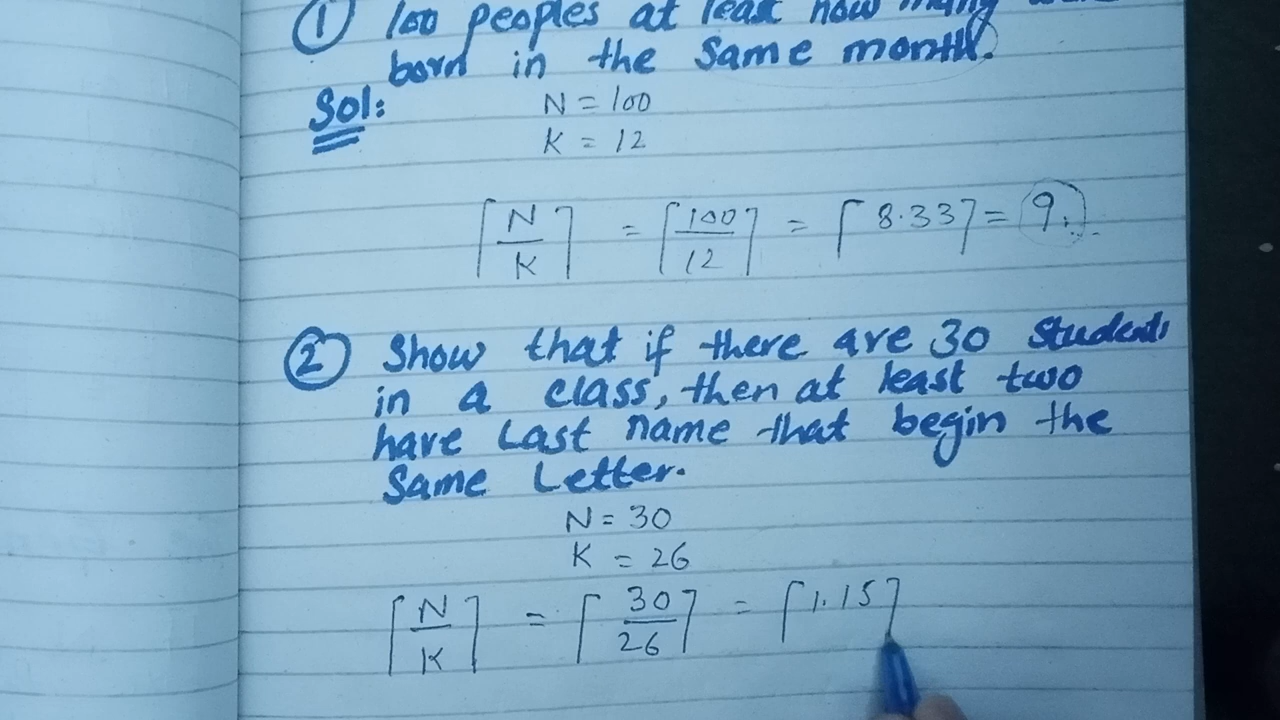 ① 100 peoples at least how many
born in the same month.
Sol:
N = 100
K = 12
⌈N/K⌉ = ⌈100/12⌉ = ⌈8.33⌉ = 9.
② Show that if there are 30 students
in a class, then at least two
have Last name that begin the
Same Letter.
N = 30
K = 26
⌈N/K⌉ = ⌈30/26⌉ = ⌈1.15⌉